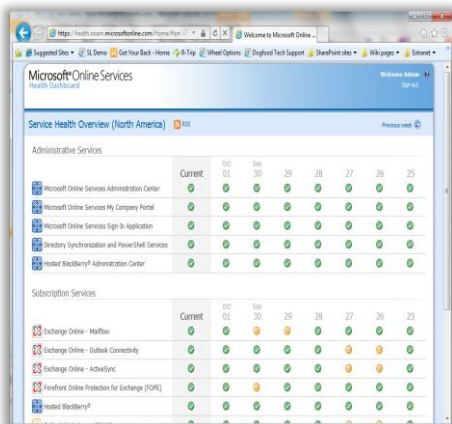 https://health.noam.microsoftonline.com/Home/Hom
Welcome to Microsoft Online ...
Suggested Sites SL Demo Get Your Back - Home R-Trip Wheel Options Dogfood Tech Support SharePoint sites Wiki pages Extranet
Microsoft® Online Services
Health Dashboard
Welcome Admin
Sign out
Service Health Overview (North America) RSS
Previous week
Administrative Services
Oct Sep
Current 01 30 29 28 27 26 25
Microsoft Online Services Administration Center
Microsoft Online Services My Company Portal
Microsoft Online Services Sign-In Application
Directory Synchronization and PowerShell Services
Hosted BlackBerry® Administration Center
Subscription Services
Oct Sep
Current 01 30 29 28 27 26 25
Exchange Online - Mailflow
Exchange Online - Outlook Connectivity
Exchange Online - ActiveSync
Forefront Online Protection for Exchange (FOPE)
Hosted BlackBerry®